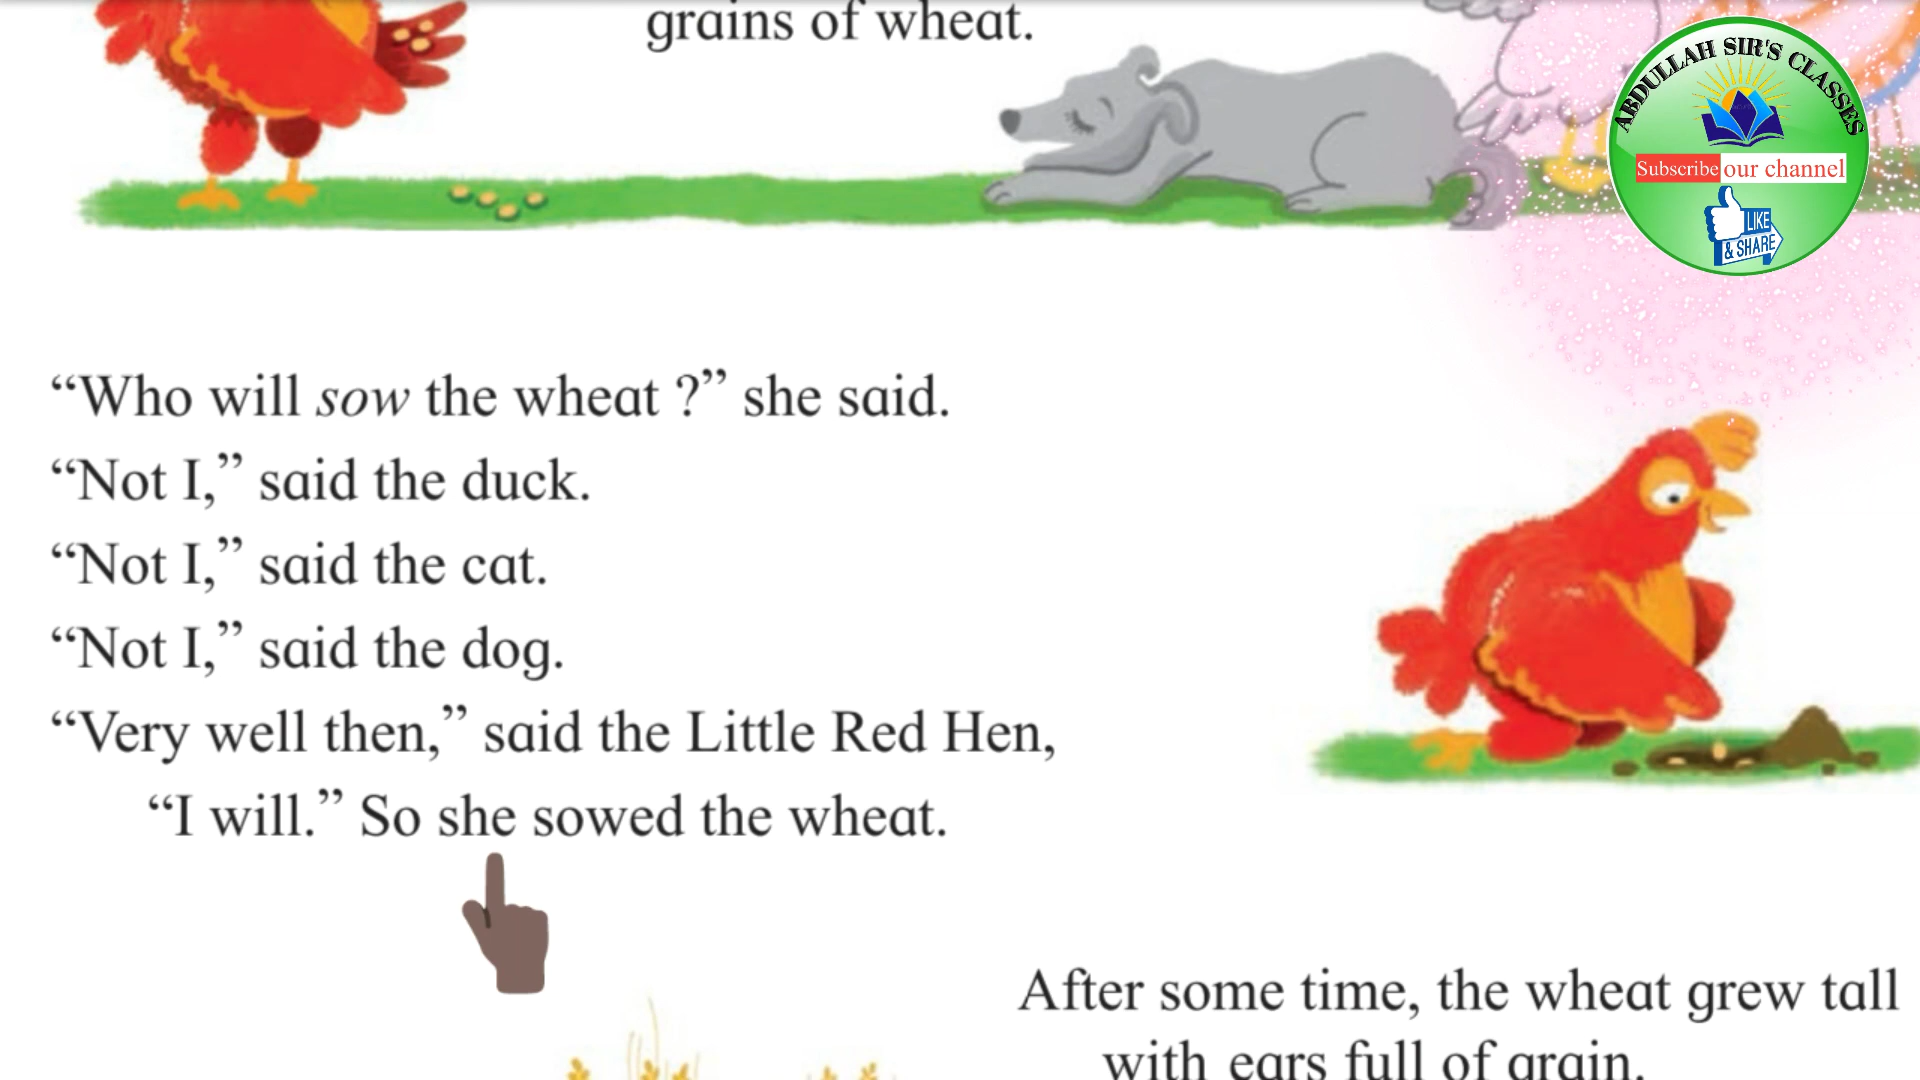 grains of wheat.
ABDULLAH SIR'S CLASSES
Subscribe our channel
LIKE
& SHARE
“Who will sow the wheat ?” she said.
“Not I,” said the duck.
“Not I,” said the cat.
“Not I,” said the dog.
“Very well then,” said the Little Red Hen,
“I will.” So she sowed the wheat.
After some time, the wheat grew tall
with ears full of grain.